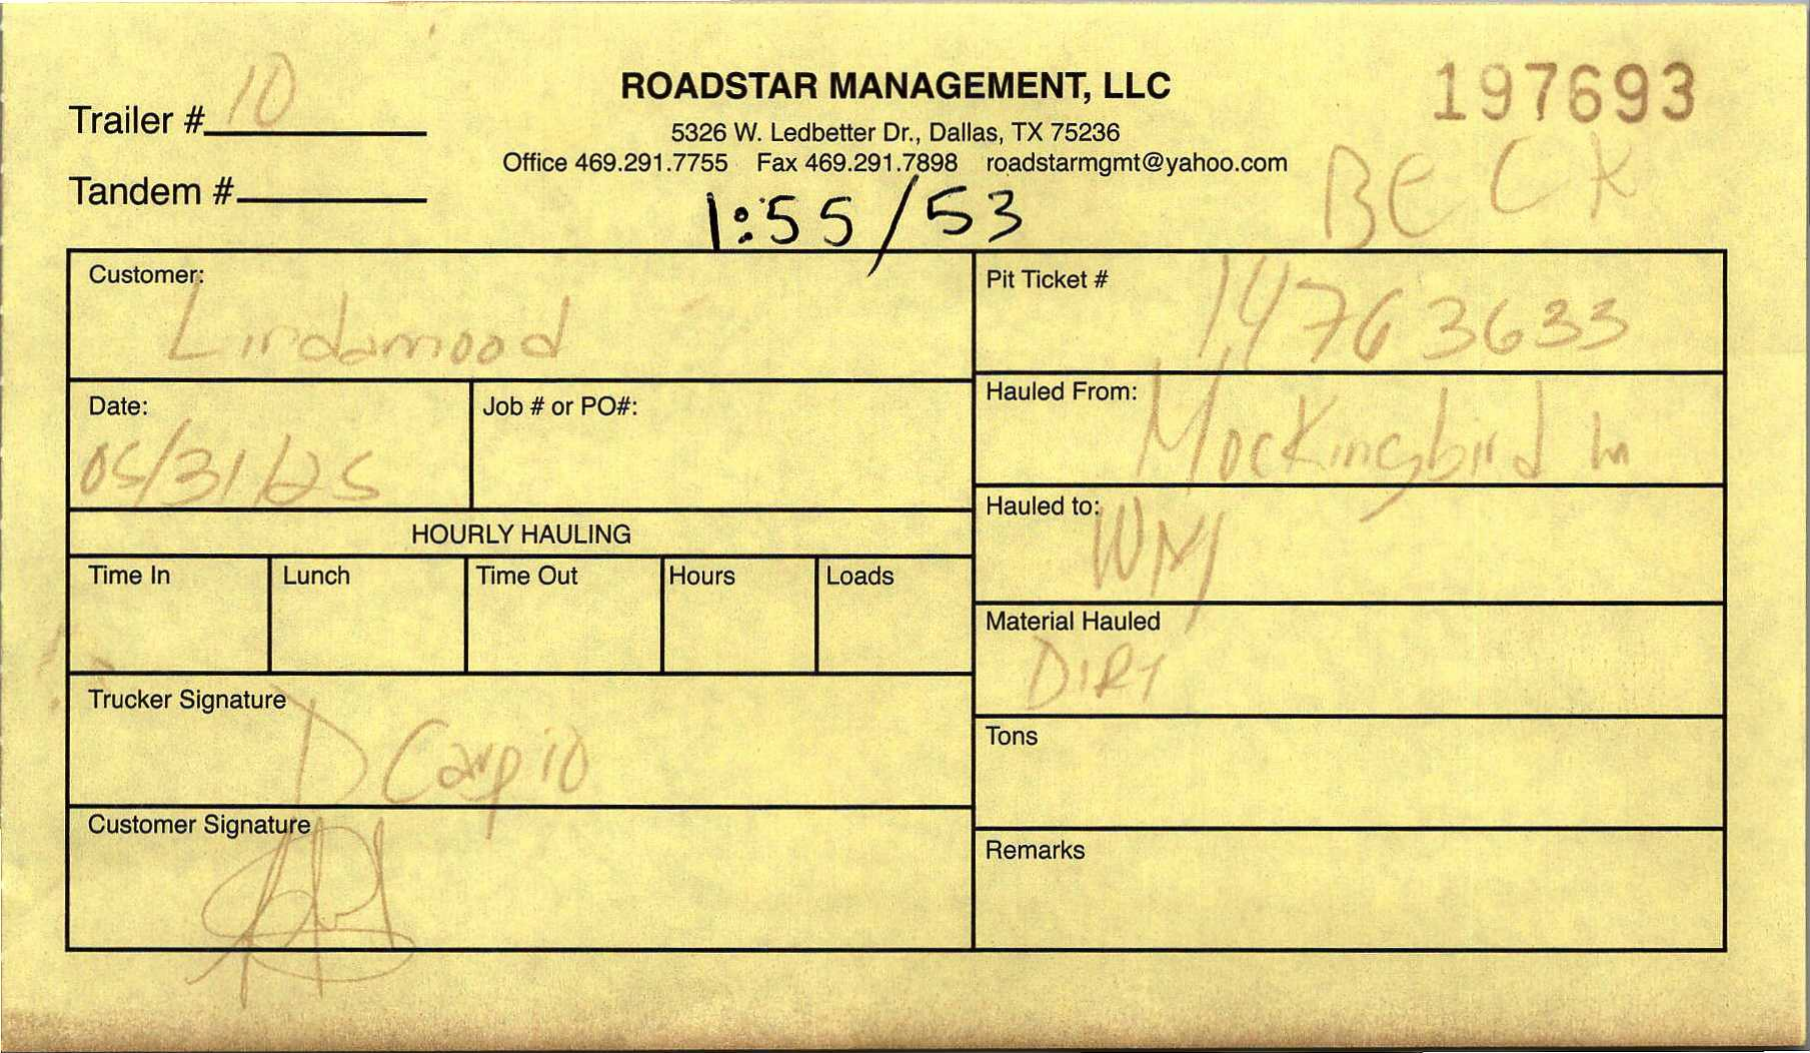 Trailer # 10
ROADSTAR MANAGEMENT, LLC
197693
5326 W. Ledbetter Dr., Dallas, TX 75236
Office 469.291.7755 Fax 469.291.7898 roadstarmgmt@yahoo.com
Tandem #
BECK
1:55/53
Customer:
Lindamood
Pit Ticket #
14763633
Date:
05/31/25
Job # or PO#:
Hauled From:
Mockingbird ln
HOURLY HAULING
Hauled to:
Time In Lunch Time Out Hours Loads
Material Hauled
DIRT
Trucker Signature
D Carpio
Tons
Customer Signature
Remarks